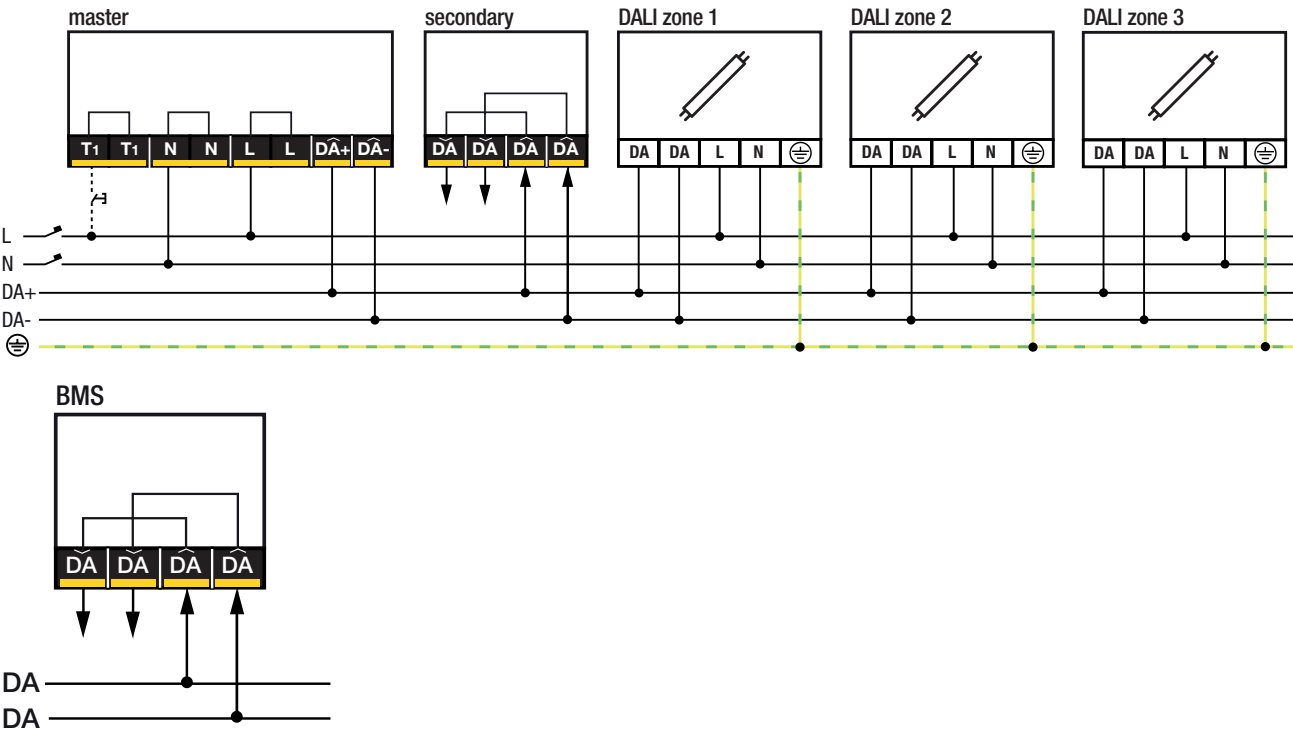 master secondary DALI zone 1 DALI zone 2 DALI zone 3
T1 T1 N N L L DA+ DA- DA DA DA DA DA DA L N DA DA L N DA DA L N
L
N
DA+
DA-
BMS
DA DA DA DA
DA
DA